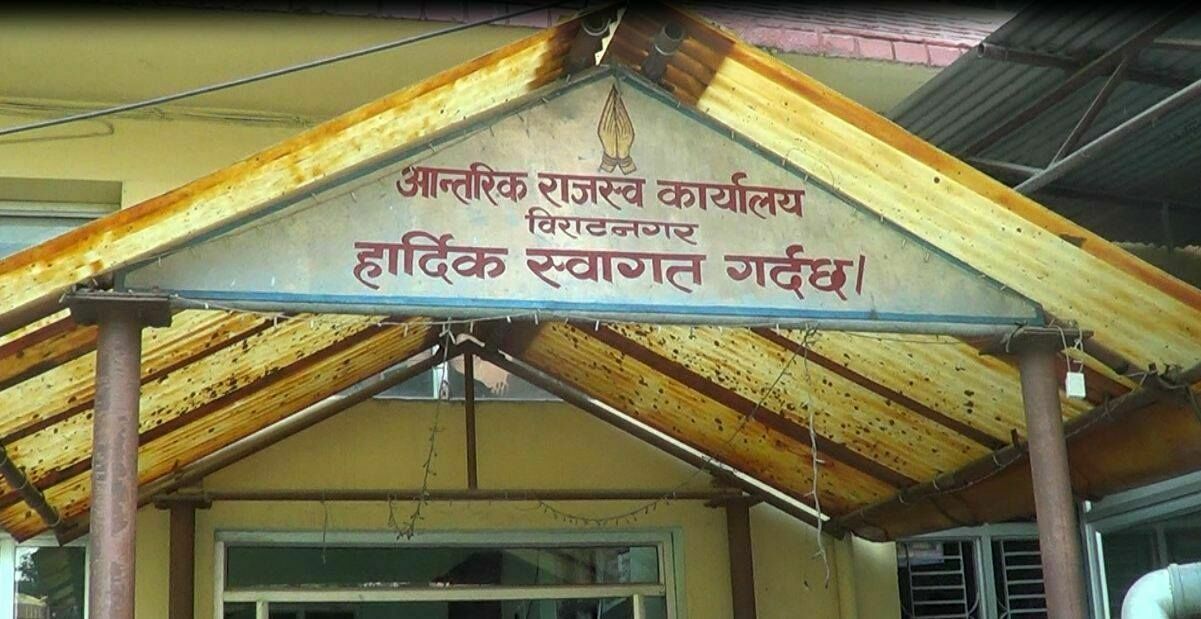 आन्तरिक राजस्व कार्यालय
विराटनगर
हार्दिक स्वागत गर्दछ।